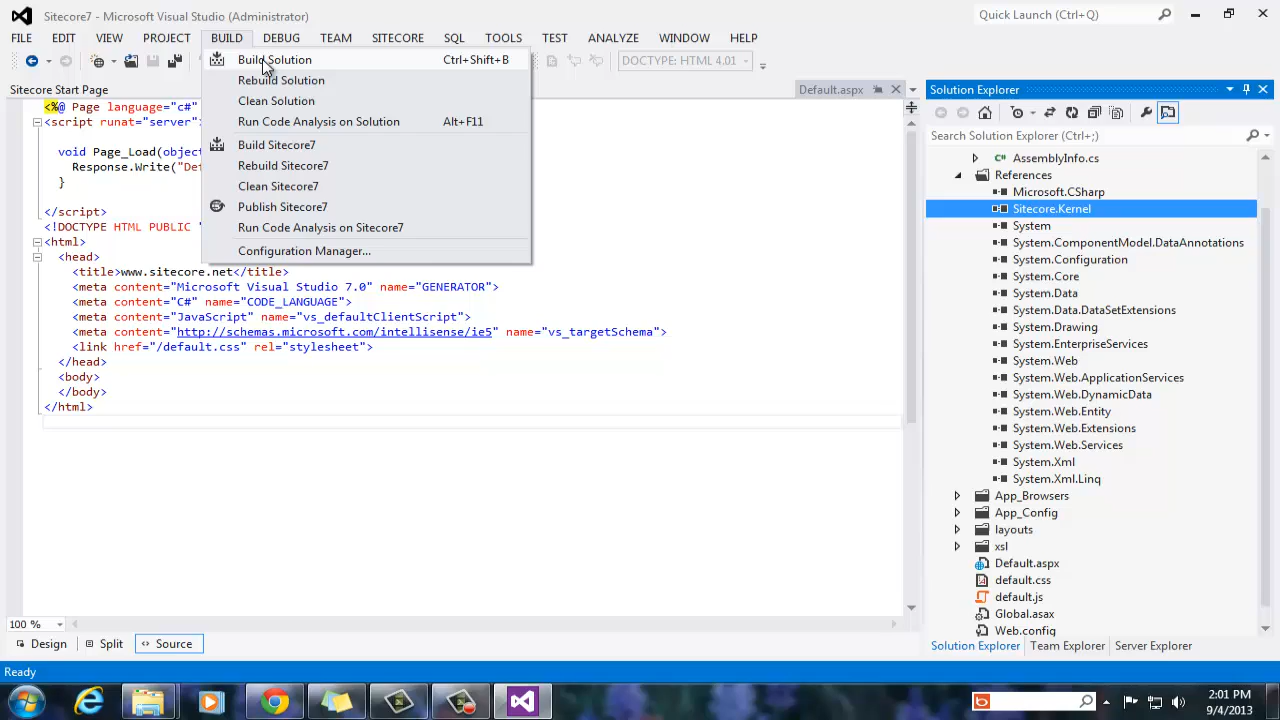 Sitecore7 - Microsoft Visual Studio (Administrator)
Quick Launch (Ctrl+Q)
FILE EDIT VIEW PROJECT BUILD DEBUG TEAM SITECORE SQL TOOLS TEST ANALYZE WINDOW HELP
Build Solution Ctrl+Shift+B
Rebuild Solution
Clean Solution
Run Code Analysis on Solution Alt+F11
Build Sitecore7
Rebuild Sitecore7
Clean Sitecore7
Publish Sitecore7
Run Code Analysis on Sitecore7
Configuration Manager...
DOCTYPE: HTML 4.01
Sitecore Start Page
Default.aspx
<%@ Page language="c#"
<script runat="server">
void Page_Load(object
Response.Write("De
}
</script>
<!DOCTYPE HTML PUBLIC "
<html>
<head>
<title>www.sitecore.net</title>
<meta content="Microsoft Visual Studio 7.0" name="GENERATOR">
<meta content="C#" name="CODE_LANGUAGE">
<meta content="JavaScript" name="vs_defaultClientScript">
<meta content="http://schemas.microsoft.com/intellisense/ie5" name="vs_targetSchema">
<link href="/default.css" rel="stylesheet">
</head>
<body>
</body>
</html>
100 %
Design Split Source
Solution Explorer
Search Solution Explorer (Ctrl+;)
AssemblyInfo.cs
References
Microsoft.CSharp
Sitecore.Kernel
System
System.ComponentModel.DataAnnotations
System.Configuration
System.Core
System.Data
System.Data.DataSetExtensions
System.Drawing
System.EnterpriseServices
System.Web
System.Web.ApplicationServices
System.Web.DynamicData
System.Web.Entity
System.Web.Extensions
System.Web.Services
System.Xml
System.Xml.Linq
App_Browsers
App_Config
layouts
xsl
Default.aspx
default.css
default.js
Global.asax
Web.config
Solution Explorer Team Explorer Server Explorer
Ready
2:01 PM
9/4/2013